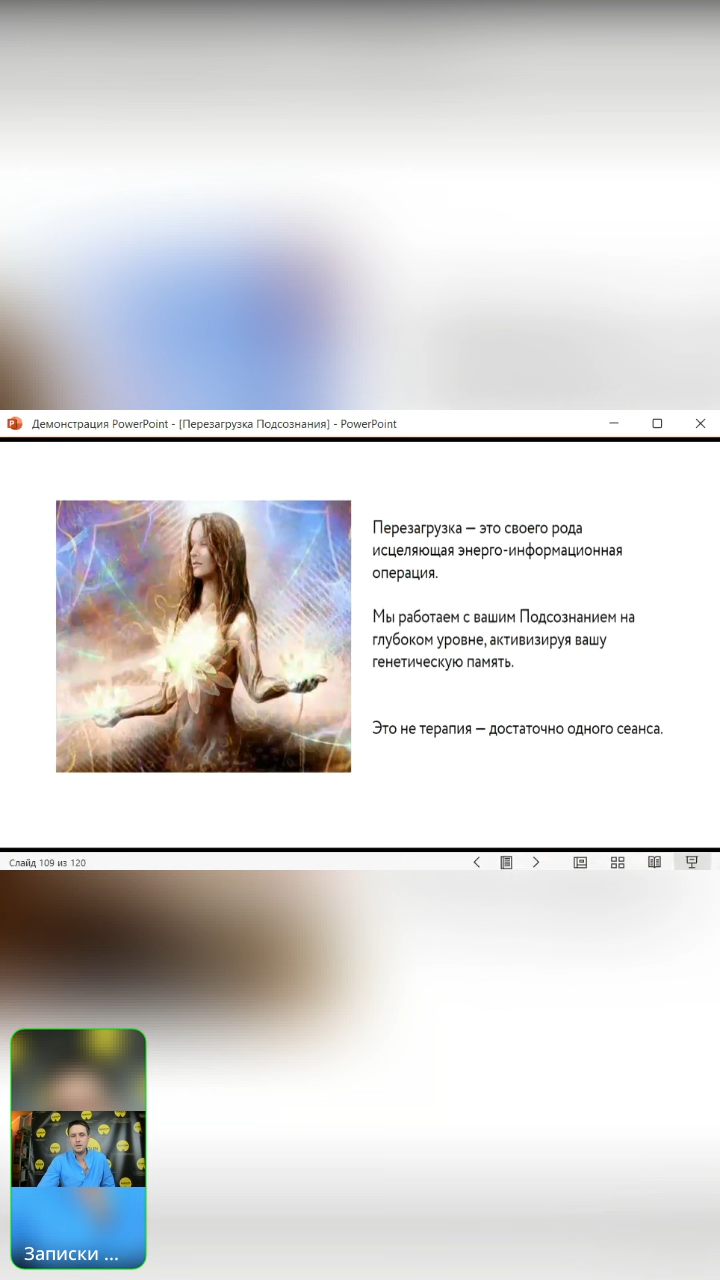 Демонстрация PowerPoint - [Перезагрузка Подсознания] - PowerPoint
Перезагрузка – это своего рода
исцеляющая энерго-информационная
операция.
Мы работаем с вашим Подсознанием на
глубоком уровне, активизируя вашу
генетическую память.
Это не терапия – достаточно одного сеанса.
Слайд 109 из 120
Записки ...